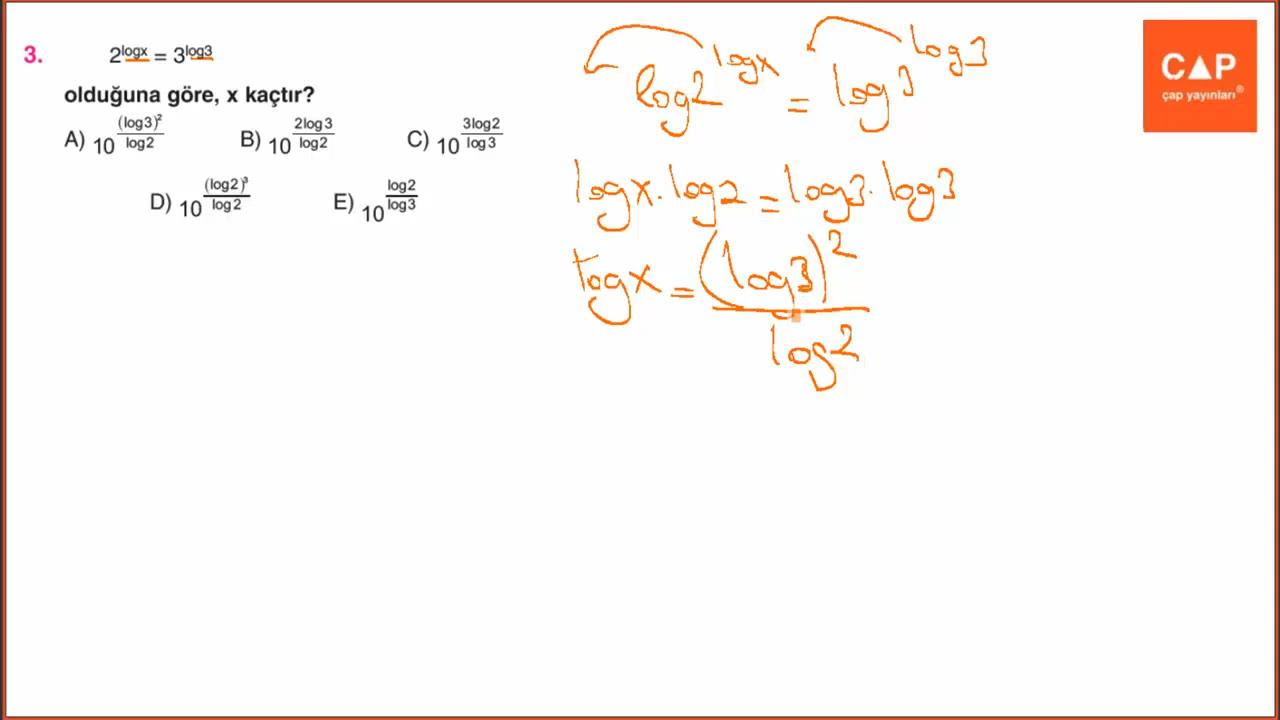 3. 2^logx = 3^log3
olduğuna göre, x kaçtır?
A) 10^((log3)²/log2) B) 10^(2log3/log2) C) 10^(3log2/log3)
D) 10^((log2)³/log2) E) 10^(log2/log3)
log2^logx = log3^log3
logx.log2 = log3.log3
logx = (log3)²/log2
CAP
çap yayınları®